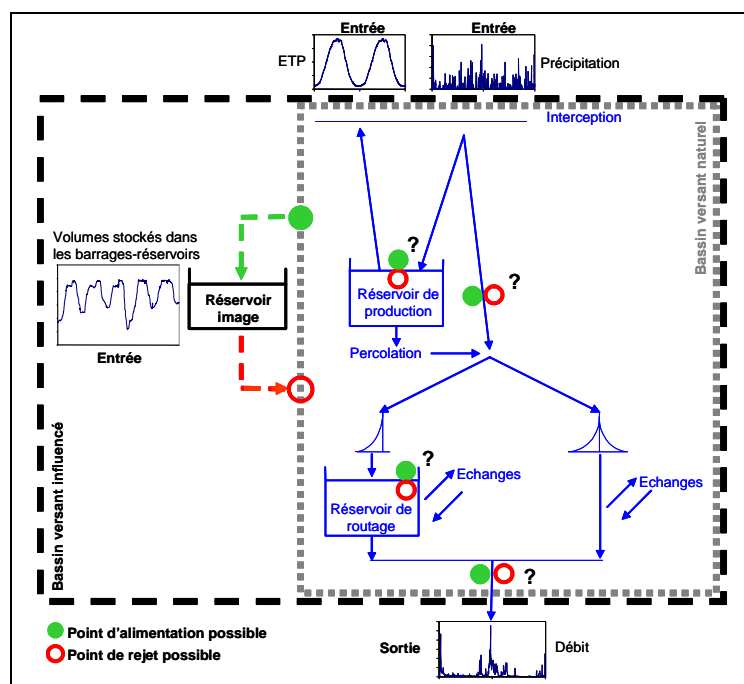 Entrée
Entrée
ETP
Précipitation
Interception
Bassin versant naturel
Volumes stockés dans
les barrages-réservoirs
Entrée
Réservoir
image
?
Réservoir de
production
?
Percolation
?
Réservoir de
routage
Echanges
Echanges
?
Bassin versant influencé
Point d'alimentation possible
Point de rejet possible
Sortie
Débit